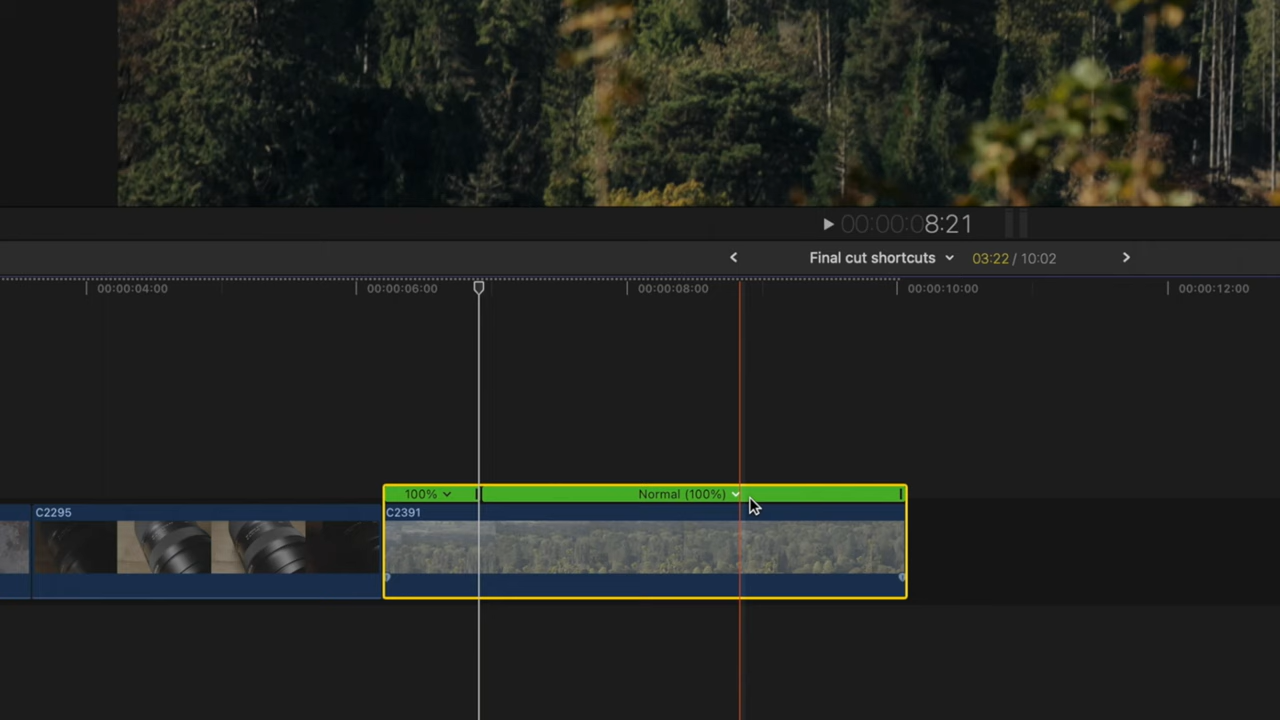 00:00:08:21
Final cut shortcuts 03:22 / 10:02
00:00:04:00 00:00:06:00 00:00:08:00 00:00:10:00 00:00:12:00
100% Normal (100%)
C2295 C2391